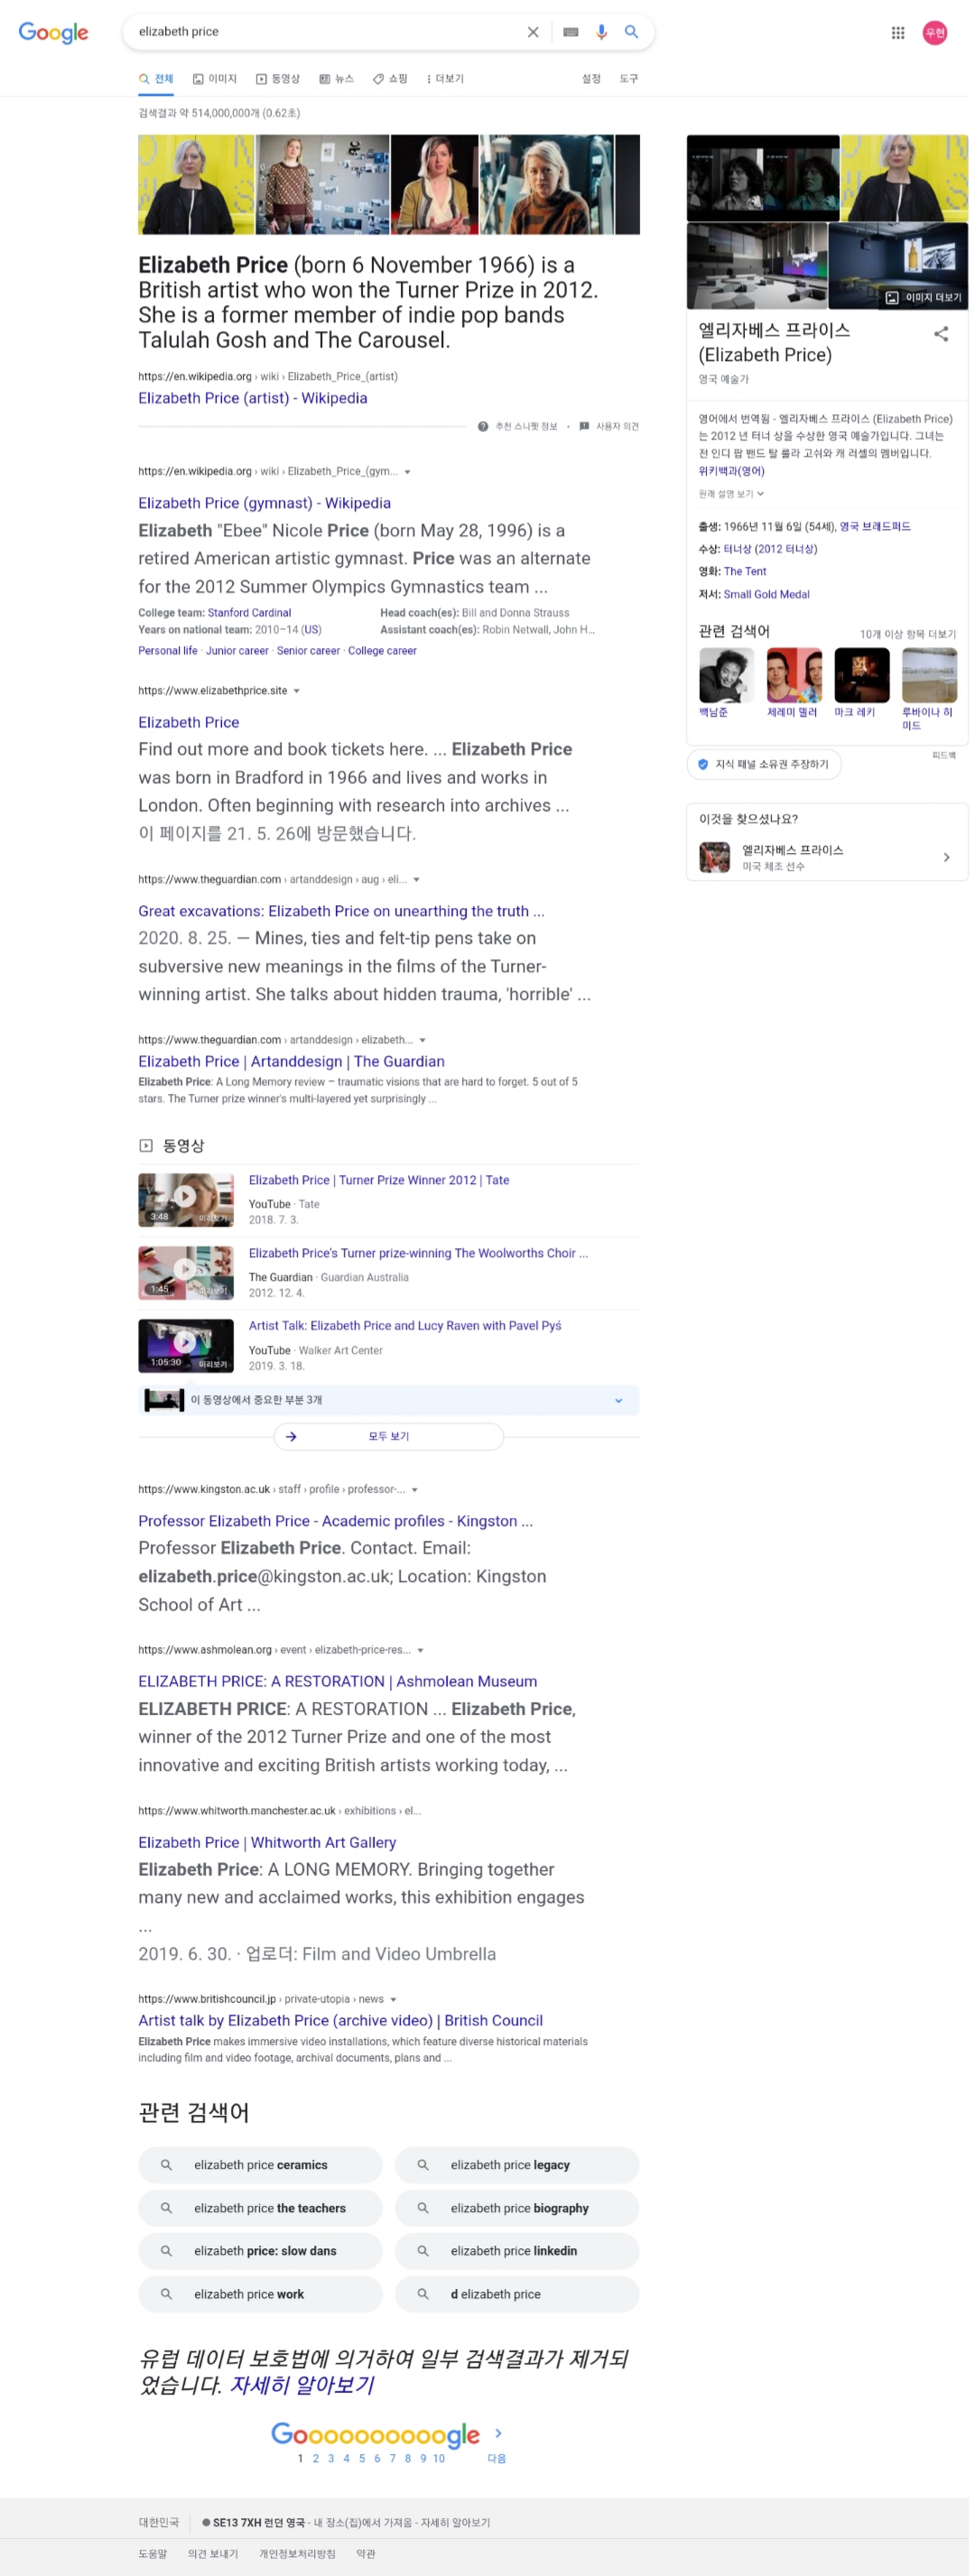 Google
elizabeth price
우현
전체
이미지
동영상
뉴스
쇼핑
더보기
설정
도구
검색결과 약 514,000,000개 (0.62초)
Elizabeth Price (born 6 November 1966) is a
British artist who won the Turner Prize in 2012.
She is a former member of indie pop bands
Talulah Gosh and The Carousel.
https://en.wikipedia.org › wiki › Elizabeth_Price_(artist)
Elizabeth Price (artist) - Wikipedia
추천 스니펫 정보 · 사용자 의견
https://en.wikipedia.org › wiki › Elizabeth_Price_(gym...
Elizabeth Price (gymnast) - Wikipedia
Elizabeth "Ebee" Nicole Price (born May 28, 1996) is a
retired American artistic gymnast. Price was an alternate
for the 2012 Summer Olympics Gymnastics team ...
College team: Stanford Cardinal
Head coach(es): Bill and Donna Strauss
Years on national team: 2010–14 (US)
Assistant coach(es): Robin Netwall, John H...
Personal life · Junior career · Senior career · College career
https://www.elizabethprice.site
Elizabeth Price
Find out more and book tickets here. ... Elizabeth Price
was born in Bradford in 1966 and lives and works in
London. Often beginning with research into archives ...
이 페이지를 21. 5. 26에 방문했습니다.
https://www.theguardian.com › artanddesign › aug › eli...
Great excavations: Elizabeth Price on unearthing the truth ...
2020. 8. 25. — Mines, ties and felt-tip pens take on
subversive new meanings in the films of the Turner-
winning artist. She talks about hidden trauma, 'horrible' ...
https://www.theguardian.com › artanddesign › elizabeth...
Elizabeth Price | Artanddesign | The Guardian
Elizabeth Price: A Long Memory review – traumatic visions that are hard to forget. 5 out of 5
stars. The Turner prize winner's multi-layered yet surprisingly ...
동영상
3:48
미리보기
Elizabeth Price | Turner Prize Winner 2012 | Tate
YouTube · Tate
2018. 7. 3.
1:45
미리보기
Elizabeth Price's Turner prize-winning The Woolworths Choir ...
The Guardian · Guardian Australia
2012. 12. 4.
1:05:30
미리보기
Artist Talk: Elizabeth Price and Lucy Raven with Pavel Pyś
YouTube · Walker Art Center
2019. 3. 18.
이 동영상에서 중요한 부분 3개
모두 보기
https://www.kingston.ac.uk › staff › profile › professor-...
Professor Elizabeth Price - Academic profiles - Kingston ...
Professor Elizabeth Price. Contact. Email:
elizabeth.price@kingston.ac.uk; Location: Kingston
School of Art ...
https://www.ashmolean.org › event › elizabeth-price-res...
ELIZABETH PRICE: A RESTORATION | Ashmolean Museum
ELIZABETH PRICE: A RESTORATION ... Elizabeth Price,
winner of the 2012 Turner Prize and one of the most
innovative and exciting British artists working today, ...
https://www.whitworth.manchester.ac.uk › exhibitions › el...
Elizabeth Price | Whitworth Art Gallery
Elizabeth Price: A LONG MEMORY. Bringing together
many new and acclaimed works, this exhibition engages
...
2019. 6. 30. · 업로더: Film and Video Umbrella
https://www.britishcouncil.jp › private-utopia › news
Artist talk by Elizabeth Price (archive video) | British Council
Elizabeth Price makes immersive video installations, which feature diverse historical materials
including film and video footage, archival documents, plans and ...
관련 검색어
elizabeth price ceramics
elizabeth price legacy
elizabeth price the teachers
elizabeth price biography
elizabeth price: slow dans
elizabeth price linkedin
elizabeth price work
d elizabeth price
유럽 데이터 보호법에 의거하여 일부 검색결과가 제거되
었습니다. 자세히 알아보기
Goooooooooogle
1 2 3 4 5 6 7 8 9 10
다음
이미지 더보기
엘리자베스 프라이스
(Elizabeth Price)
영국 예술가
영어에서 번역됨 - 엘리자베스 프라이스 (Elizabeth Price)
는 2012 년 터너 상을 수상한 영국 예술가입니다. 그녀는
전 인디 팝 밴드 탈 룰라 고쉬와 캐 러셀의 멤버입니다.
위키백과(영어)
원래 설명 보기
출생: 1966년 11월 6일 (54세), 영국 브래드퍼드
수상: 터너상 (2012 터너상)
영화: The Tent
저서: Small Gold Medal
관련 검색어
10개 이상 항목 더보기
백남준
제레미 델러
마크 레키
루바이나 히
미드
지식 패널 소유권 주장하기
피드백
이것을 찾으셨나요?
엘리자베스 프라이스
미국 체조 선수
대한민국
SE13 7XH 런던 영국 - 내 장소(집)에서 가져옴 - 자세히 알아보기
도움말
의견 보내기
개인정보처리방침
약관